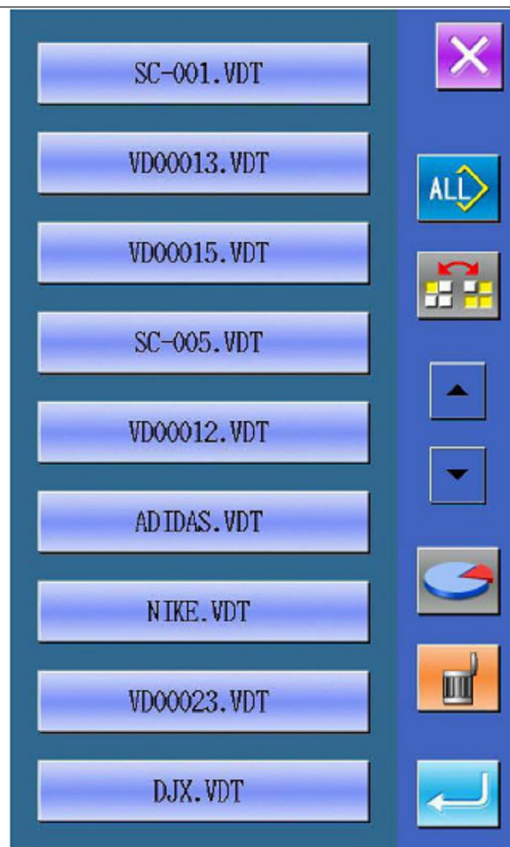 SC-001.VDT
VD00013.VDT
ALL
VD00015.VDT
SC-005.VDT
VD00012.VDT
ADIDAS.VDT
NIKE.VDT
VD00023.VDT
DJX.VDT